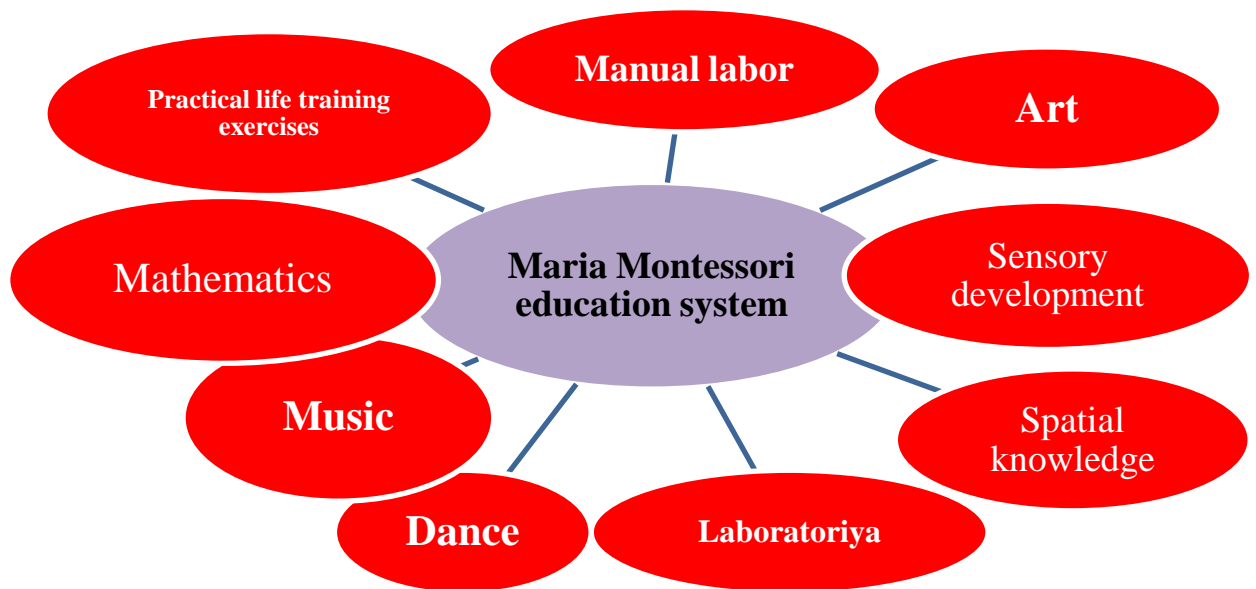 Manual labor
Practical life training
exercises
Art
Maria Montessori
education system
Mathematics
Sensory
development
Music
Spatial
knowledge
Dance
Laboratoriya